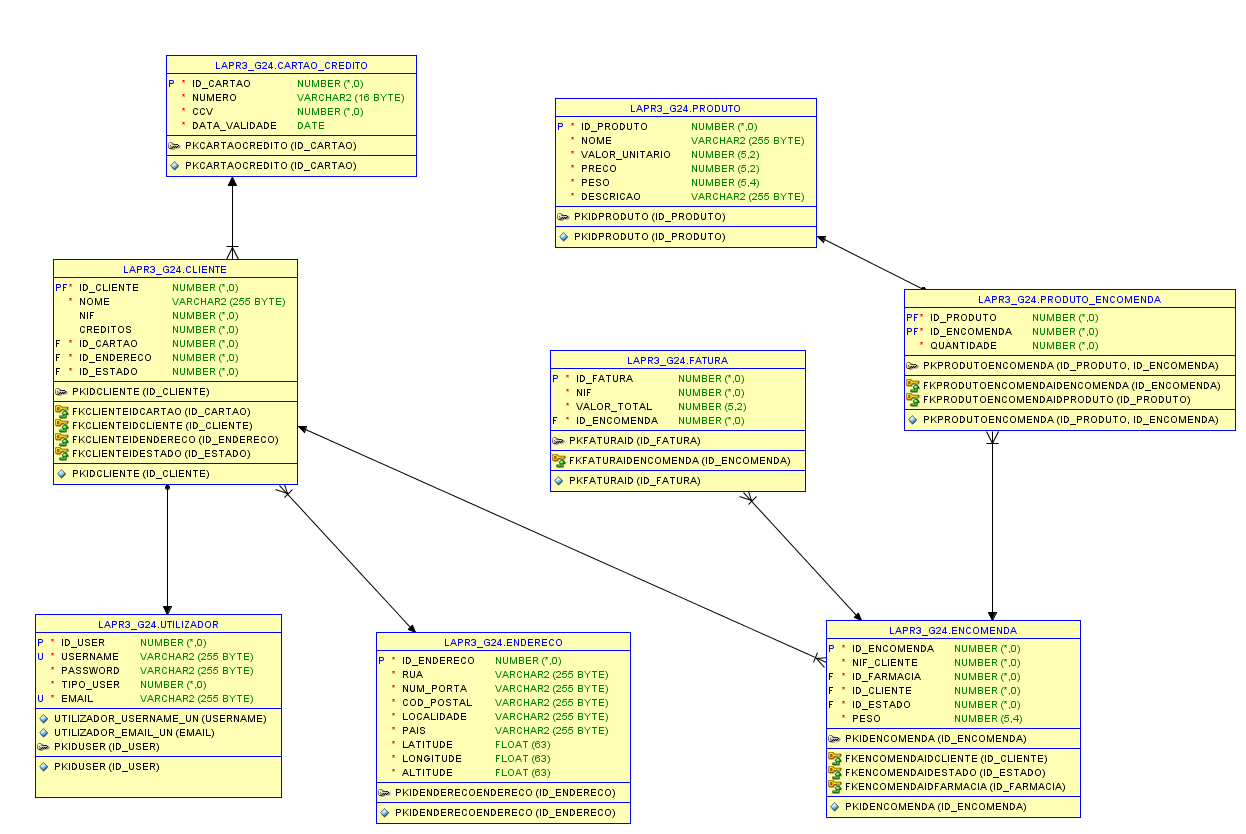 LAPR3_G24.CARTAO_CREDITO
P * ID_CARTAO NUMBER (*,0)
* NUMERO VARCHAR2 (16 BYTE)
* CCV NUMBER (*,0)
* DATA_VALIDADE DATE
PKCARTAOCREDITO (ID_CARTAO)
PKCARTAOCREDITO (ID_CARTAO)
LAPR3_G24.PRODUTO
P * ID_PRODUTO NUMBER (*,0)
* NOME VARCHAR2 (255 BYTE)
* VALOR_UNITARIO NUMBER (5,2)
* PRECO NUMBER (5,2)
* PESO NUMBER (5,4)
* DESCRICAO VARCHAR2 (255 BYTE)
PKIDPRODUTO (ID_PRODUTO)
PKIDPRODUTO (ID_PRODUTO)
LAPR3_G24.CLIENTE
PF* ID_CLIENTE NUMBER (*,0)
* NOME VARCHAR2 (255 BYTE)
NIF NUMBER (*,0)
CREDITOS NUMBER (*,0)
F * ID_CARTAO NUMBER (*,0)
F * ID_ENDERECO NUMBER (*,0)
F * ID_ESTADO NUMBER (*,0)
PKIDCLIENTE (ID_CLIENTE)
FKCLIENTEIDCARTAO (ID_CARTAO)
FKCLIENTEIDCLIENTE (ID_CLIENTE)
FKCLIENTEIDENDERECO (ID_ENDERECO)
FKCLIENTEIDESTADO (ID_ESTADO)
PKIDCLIENTE (ID_CLIENTE)
LAPR3_G24.PRODUTO_ENCOMENDA
PF* ID_PRODUTO NUMBER (*,0)
PF* ID_ENCOMENDA NUMBER (*,0)
* QUANTIDADE NUMBER (*,0)
PKPRODUTOENCOMENDA (ID_PRODUTO, ID_ENCOMENDA)
FKPRODUTOENCOMENDAIDENCOMENDA (ID_ENCOMENDA)
FKPRODUTOENCOMENDAIDPRODUTO (ID_PRODUTO)
PKPRODUTOENCOMENDA (ID_PRODUTO, ID_ENCOMENDA)
LAPR3_G24.FATURA
P * ID_FATURA NUMBER (*,0)
* NIF NUMBER (*,0)
* VALOR_TOTAL NUMBER (5,2)
F * ID_ENCOMENDA NUMBER (*,0)
PKFATURAID (ID_FATURA)
FKFATURAIDENCOMENDA (ID_ENCOMENDA)
PKFATURAID (ID_FATURA)
LAPR3_G24.UTILIZADOR
P * ID_USER NUMBER (*,0)
U * USERNAME VARCHAR2 (255 BYTE)
* PASSWORD VARCHAR2 (255 BYTE)
* TIPO_USER NUMBER (*,0)
U * EMAIL VARCHAR2 (255 BYTE)
UTILIZADOR_USERNAME_UN (USERNAME)
UTILIZADOR_EMAIL_UN (EMAIL)
PKIDUSER (ID_USER)
PKIDUSER (ID_USER)
LAPR3_G24.ENDERECO
P * ID_ENDERECO NUMBER (*,0)
* RUA VARCHAR2 (255 BYTE)
* NUM_PORTA VARCHAR2 (255 BYTE)
* COD_POSTAL VARCHAR2 (255 BYTE)
* LOCALIDADE VARCHAR2 (255 BYTE)
* PAIS VARCHAR2 (255 BYTE)
* LATITUDE FLOAT (63)
* LONGITUDE FLOAT (63)
* ALTITUDE FLOAT (63)
PKIDENDERECOENDERECO (ID_ENDERECO)
PKIDENDERECOENDERECO (ID_ENDERECO)
LAPR3_G24.ENCOMENDA
P * ID_ENCOMENDA NUMBER (*,0)
* NIF_CLIENTE NUMBER (*,0)
F * ID_FARMACIA NUMBER (*,0)
F * ID_CLIENTE NUMBER (*,0)
F * ID_ESTADO NUMBER (*,0)
* PESO NUMBER (5,4)
PKIDENCOMENDA (ID_ENCOMENDA)
FKENCOMENDAIDCLIENTE (ID_CLIENTE)
FKENCOMENDAIDESTADO (ID_ESTADO)
FKENCOMENDAIDFARMACIA (ID_FARMACIA)
PKIDENCOMENDA (ID_ENCOMENDA)